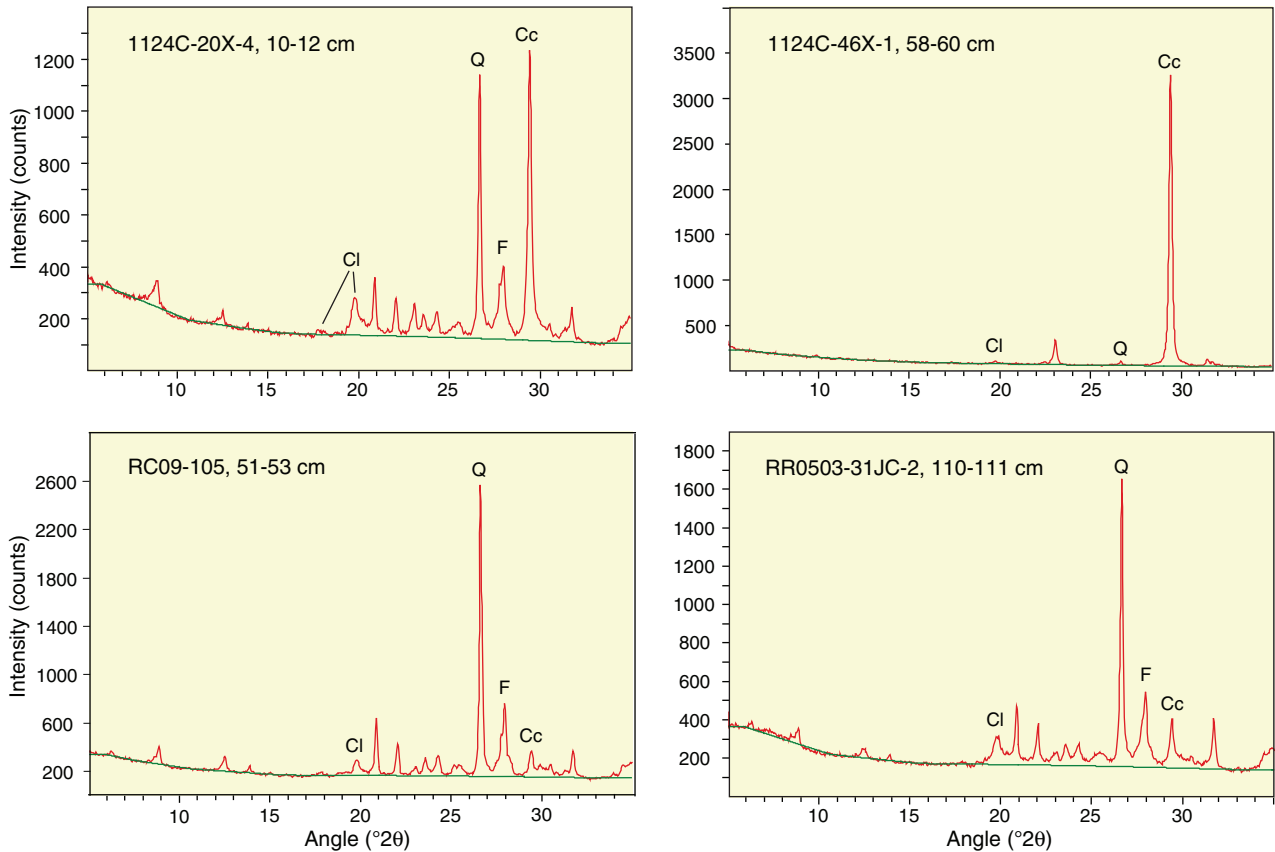 1124C-20X-4, 10-12 cm
Intensity (counts)
1200
1000
800
600
400
200
Cl
Q
F
Cc
10 15 20 25 30
1124C-46X-1, 58-60 cm
3500
3000
2500
2000
1500
1000
500
Cl
Q
Cc
10 15 20 25 30
RC09-105, 51-53 cm
Intensity (counts)
2600
2200
1800
1400
1000
600
200
Cl
Q
F
Cc
10 15 20 25 30
Angle (°2θ)
RR0503-31JC-2, 110-111 cm
1800
1600
1400
1200
1000
800
600
400
200
Cl
Q
F
Cc
10 15 20 25 30
Angle (°2θ)